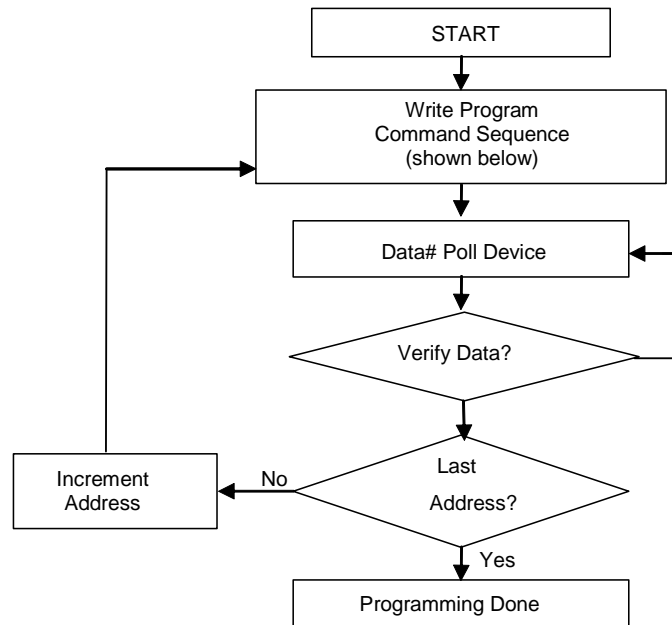 START
Write Program
Command Sequence
(shown below)
Data# Poll Device
Verify Data?
Last
Address?
No
Increment
Address
Yes
Programming Done